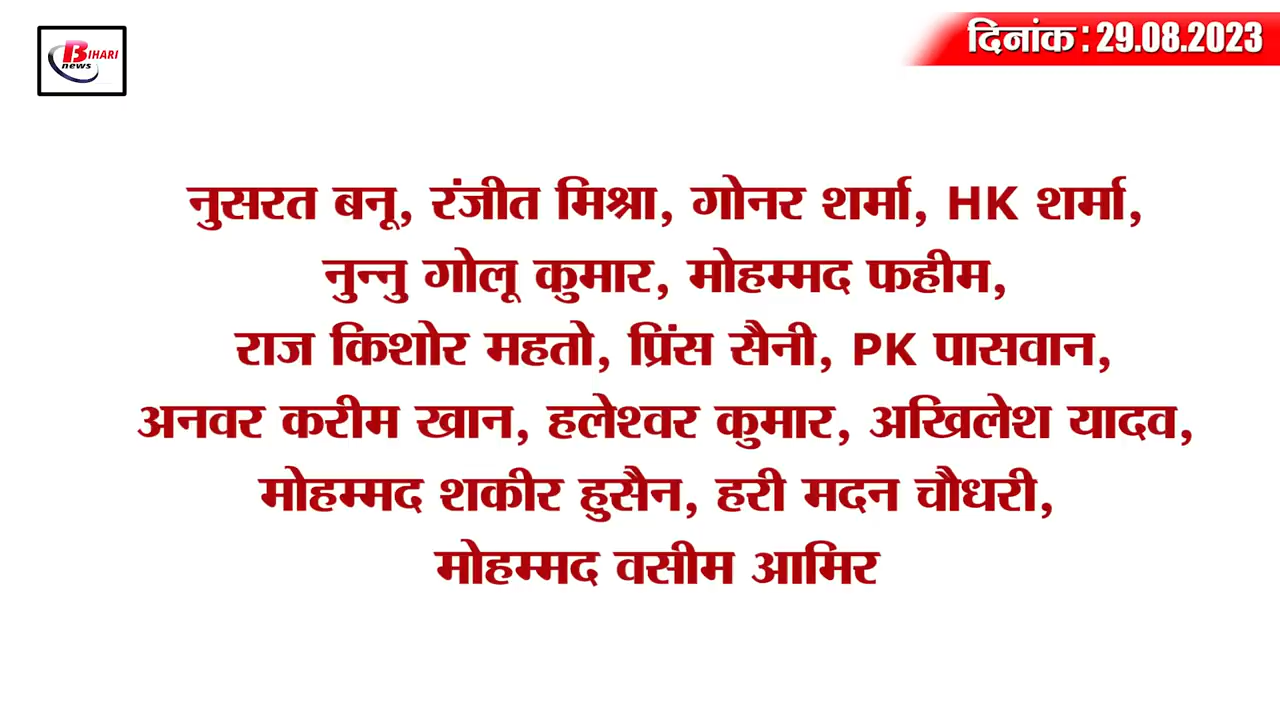 BIHARI
news
दिनांक : 29.08.2023
नुसरत बनू, रंजीत मिश्रा, गोनर शर्मा, HK शर्मा,
नुन्नु गोलू कुमार, मोहम्मद फहीम,
राज किशोर महतो, प्रिंस सैनी, PK पासवान,
अनवर करीम खान, हलेश्वर कुमार, अखिलेश यादव,
मोहम्मद शकीर हुसैन, हरी मदन चौधरी,
मोहम्मद वसीम आमिर